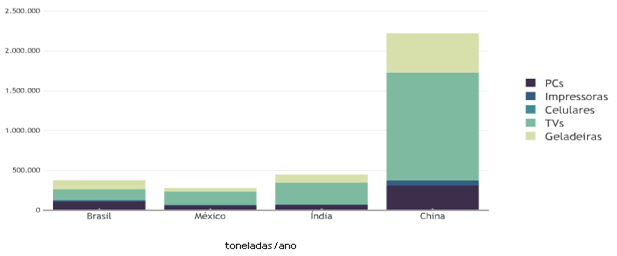 2.500.000
2.000.000
1.500.000
1.000.000
500.000
0
Brasil
México
Índia
China
toneladas/ano
PCs
Impressoras
Celulares
TVs
Geladeiras